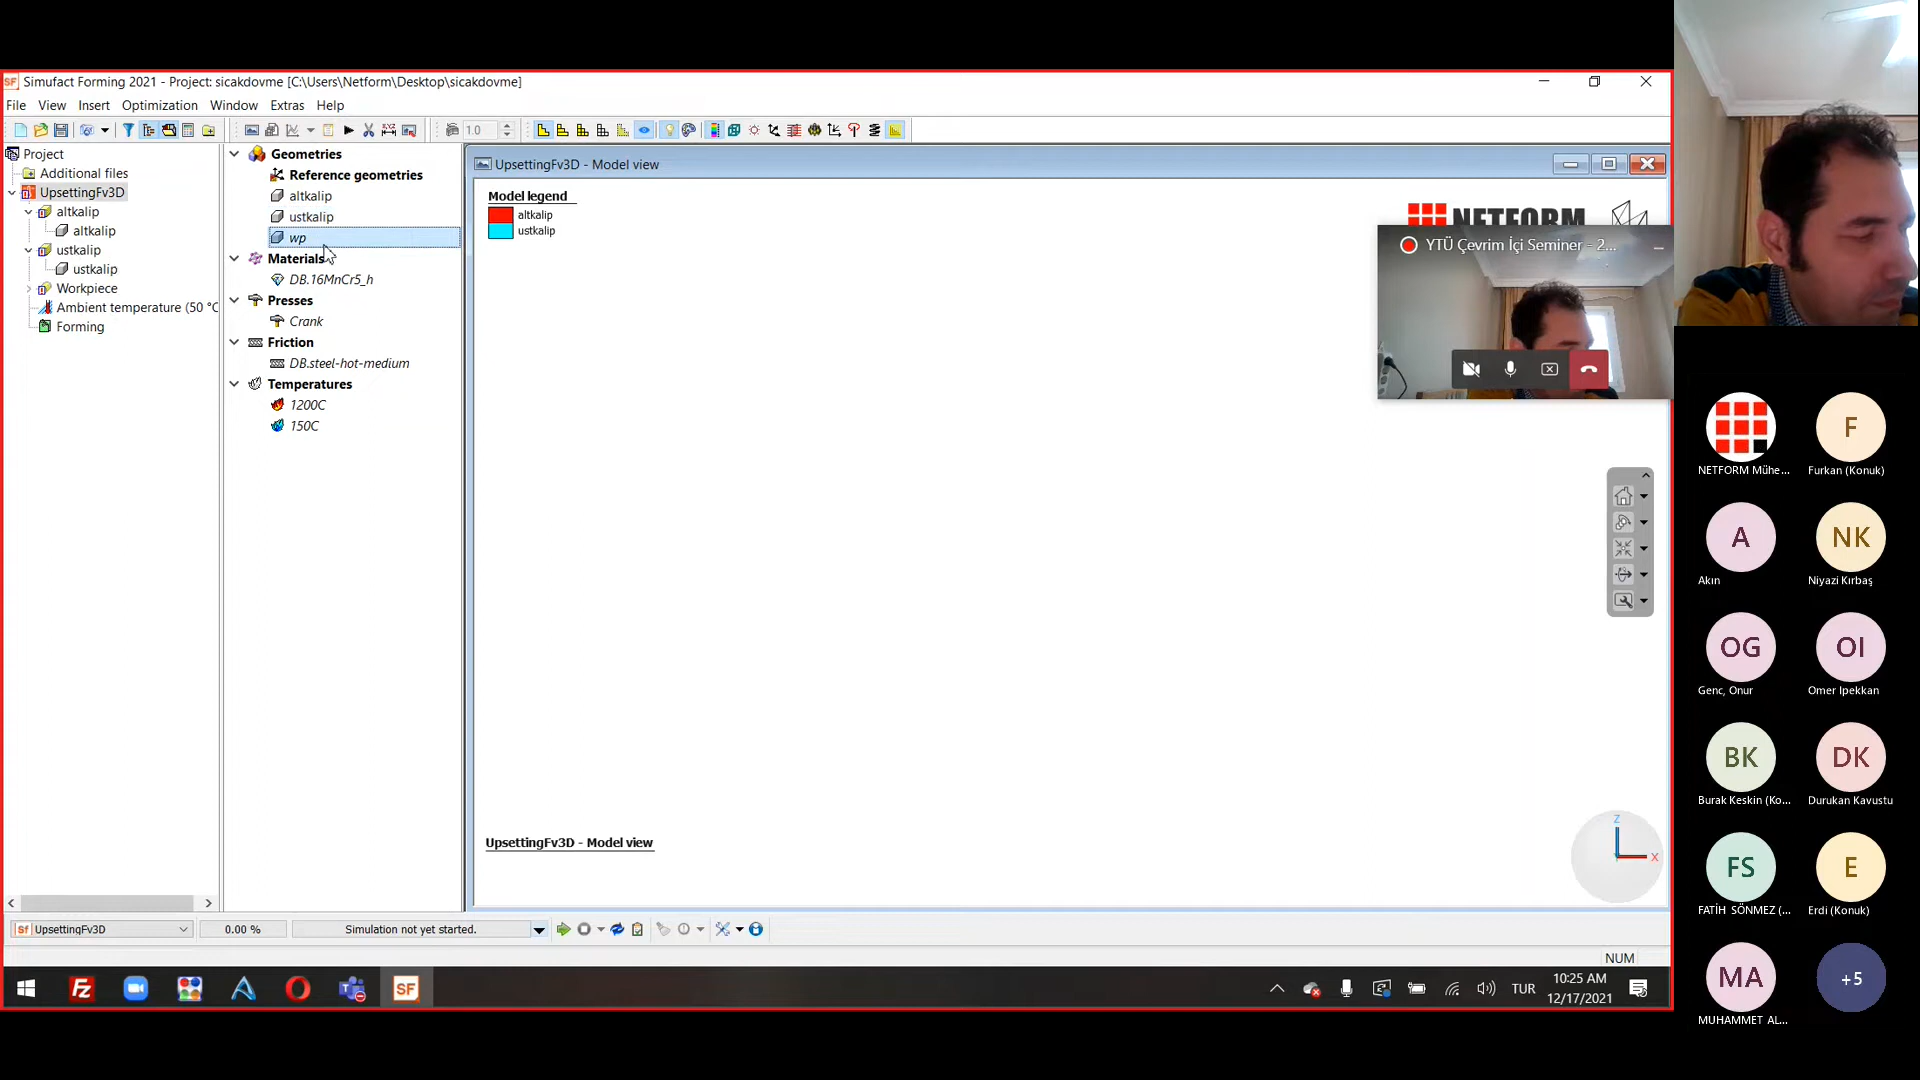 SF Simufact Forming 2021 - Project: sicakdovme [C:\Users\Netform\Desktop\sicakdovme]
File View Insert Optimization Window Extras Help
1.0
Project
Additional files
UpsettingFv3D
altkalip
altkalip
ustkalip
ustkalip
Workpiece
Ambient temperature (50 °C
Forming
Geometries
Reference geometries
altkalip
ustkalip
wp
Materials
DB.16MnCr5_h
Presses
Crank
Friction
DB.steel-hot-medium
Temperatures
1200C
150C
UpsettingFv3D - Model view
Model legend
altkalip
ustkalip
NETFORM
YTÜ Çevrim İçi Seminer - 2...
UpsettingFv3D - Model view
Z
X
Sf UpsettingFv3D
0.00 %
Simulation not yet started.
NUM
Fz
SF
TUR
10:25 AM
12/17/2021
NETFORM Mühe...
F
Furkan (Konuk)
A
Akın
NK
Niyazi Kırbaş
OG
Genc, Onur
OI
Omer Ipekkan
BK
Burak Keskin (Ko...
DK
Durukan Kavustu
FS
FATİH SÖNMEZ (...
E
Erdi (Konuk)
MA
MUHAMMET AL...
+5